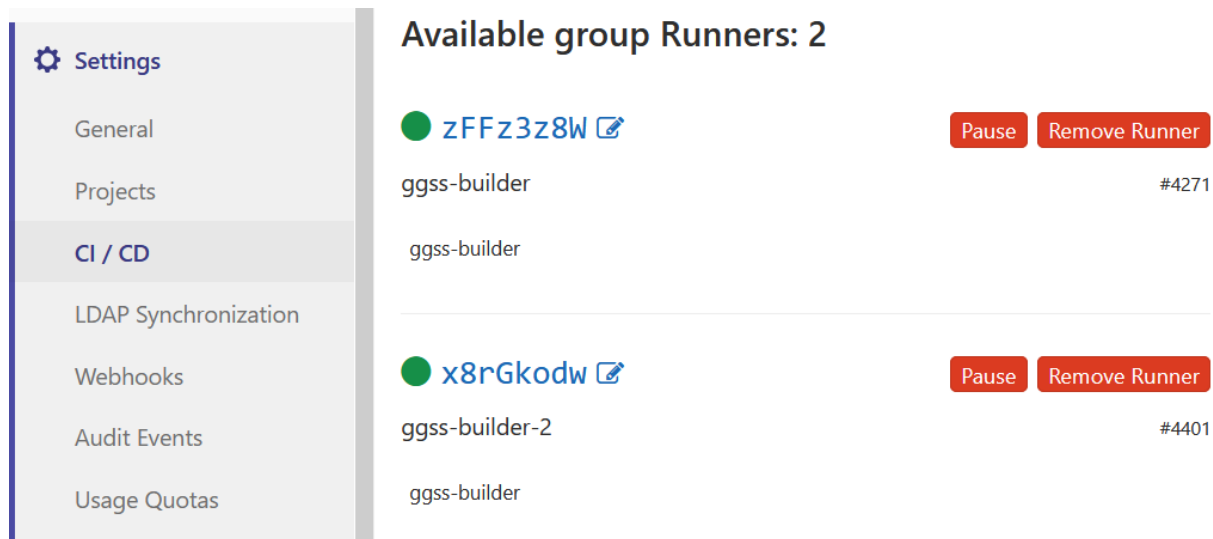 Settings
General
Projects
CI / CD
LDAP Synchronization
Webhooks
Audit Events
Usage Quotas
Available group Runners: 2
zFFz3z8W
Pause
Remove Runner
ggss-builder
#4271
ggss-builder
x8rGkodw
Pause
Remove Runner
ggss-builder-2
#4401
ggss-builder